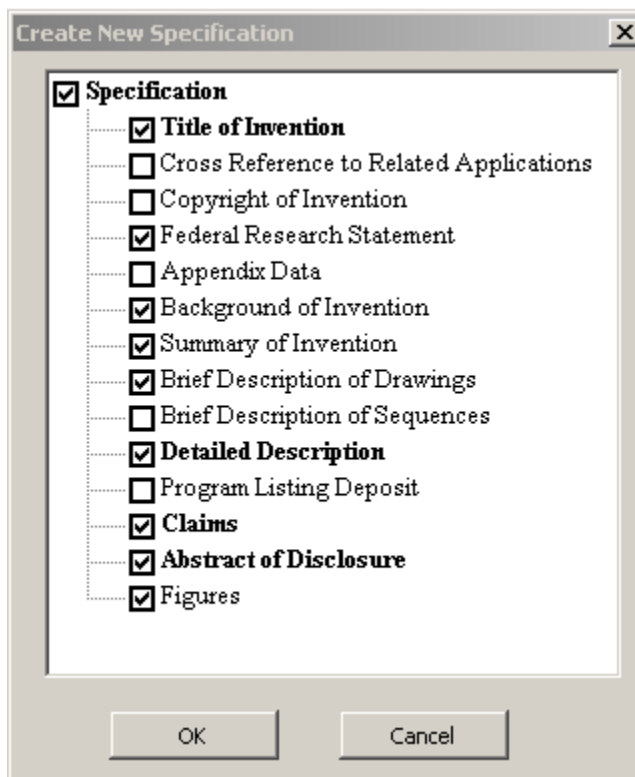 Create New Specification
Specification
Title of Invention
Cross Reference to Related Applications
Copyright of Invention
Federal Research Statement
Appendix Data
Background of Invention
Summary of Invention
Brief Description of Drawings
Brief Description of Sequences
Detailed Description
Program Listing Deposit
Claims
Abstract of Disclosure
Figures
OK Cancel